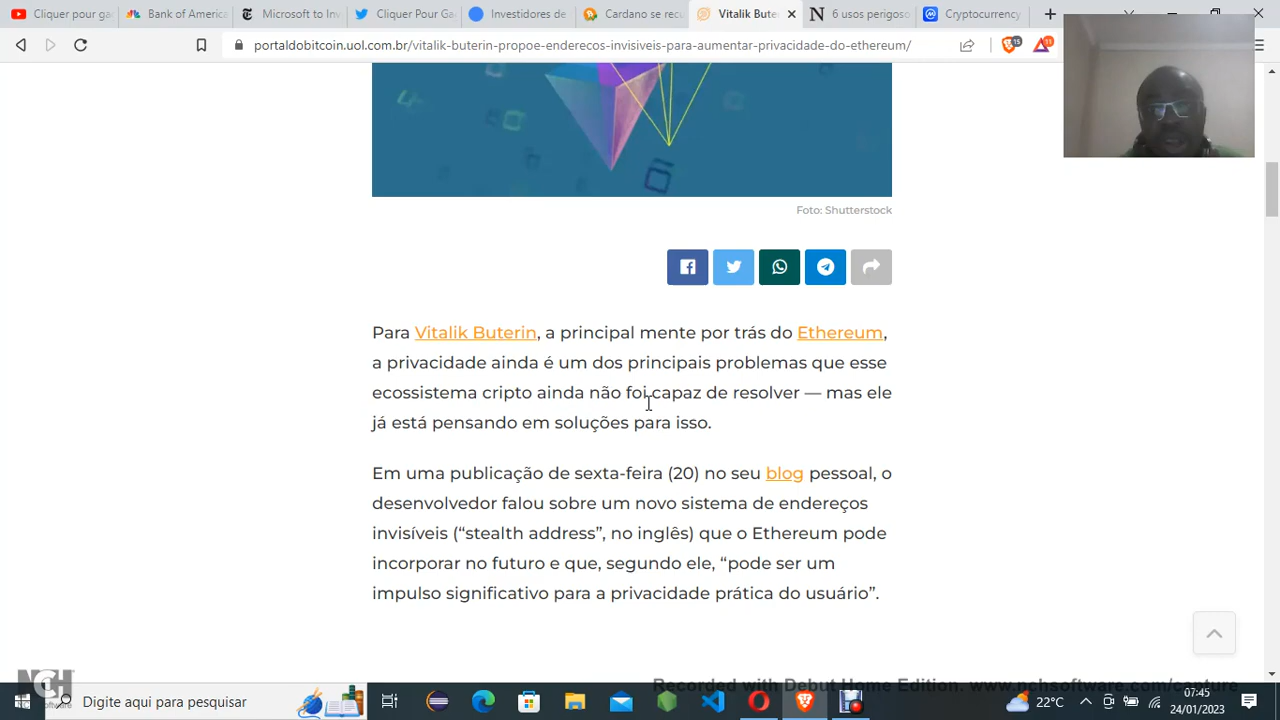 Cliquer pour ga
Bank of America
Microsoft to Inv
Cliquer Pour Ga
Investidores de
Cardano se recu
Vitalik Buter
6 usos perigoso
Cryptocurrency
portaldobitcoin.uol.com.br/vitalik-buterin-propoe-enderecos-invisiveis-para-aumentar-privacidade-do-ethereum/
Foto: Shutterstock
Para Vitalik Buterin, a principal mente por trás do Ethereum,
a privacidade ainda é um dos principais problemas que esse
ecossistema cripto ainda não foi capaz de resolver — mas ele
já está pensando em soluções para isso.
Em uma publicação de sexta-feira (20) no seu blog pessoal, o
desenvolvedor falou sobre um novo sistema de endereços
invisíveis (“stealth address”, no inglês) que o Ethereum pode
incorporar no futuro e que, segundo ele, “pode ser um
impulso significativo para a privacidade prática do usuário”.
NCH
Recorded with Debut Home Edition. www.nchsoftware.com/capture
Digite aqui para pesquisar
22°C
07:45
24/01/2023